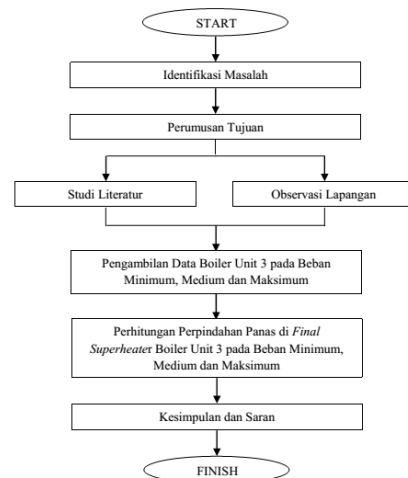 START
Identifikasi Masalah
Perumusan Tujuan
Studi Literatur
Observasi Lapangan
Pengambilan Data Boiler Unit 3 pada Beban
Minimum, Medium dan Maksimum
Perhitungan Perpindahan Panas di Final
Superheater Boiler Unit 3 pada Beban Minimum,
Medium dan Maksimum
Kesimpulan dan Saran
FINISH